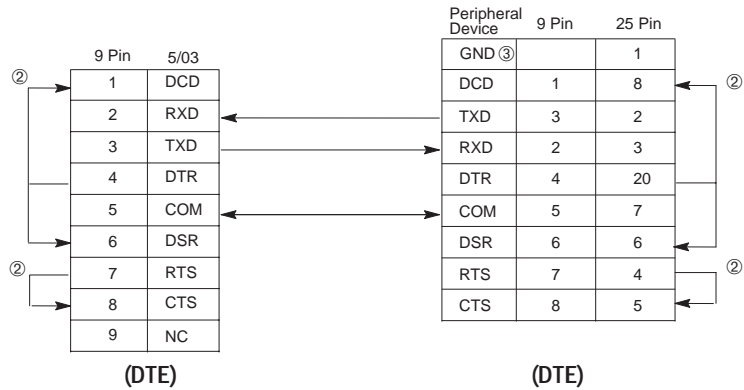 9 Pin 5/03
② 1 DCD
2 RXD
3 TXD
4 DTR
5 COM
6 DSR
② 7 RTS
8 CTS
9 NC
(DTE)
Peripheral
Device 9 Pin 25 Pin
GND ③ 1
DCD 1 8 ②
TXD 3 2
RXD 2 3
DTR 4 20
COM 5 7
DSR 6 6
RTS 7 4 ②
CTS 8 5
(DTE)